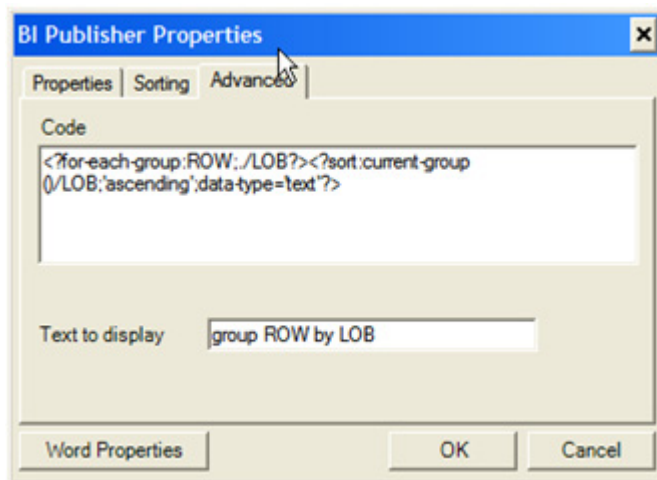 BI Publisher Properties
Properties Sorting Advanced
Code
<?for-each-group:ROW;./LOB?><?sort:current-group
()/LOB;'ascending';data-type='text'?>
Text to display group ROW by LOB
Word Properties OK Cancel